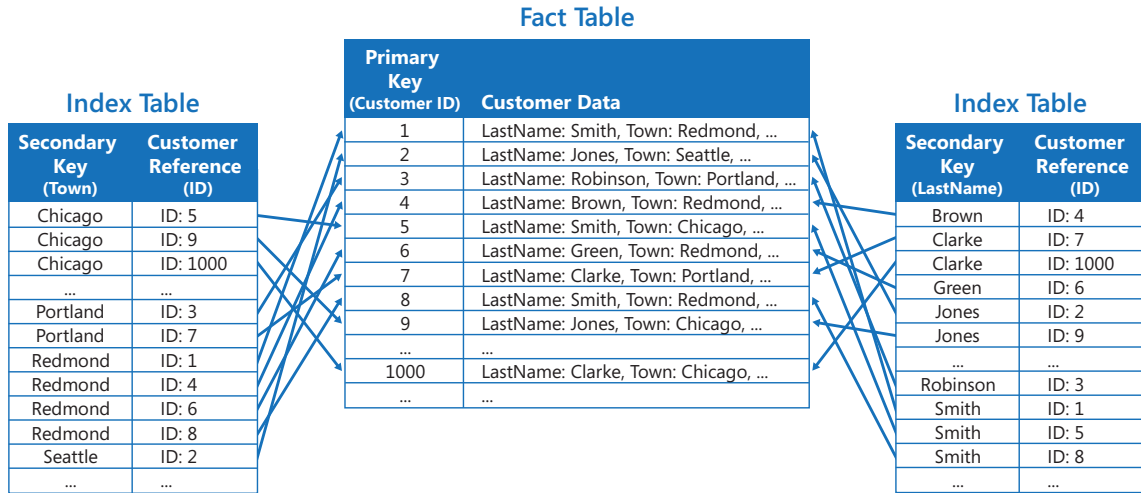 Fact Table
Primary
Key
(Customer ID)
Customer Data
1 LastName: Smith, Town: Redmond, ...
2 LastName: Jones, Town: Seattle, ...
3 LastName: Robinson, Town: Portland, ...
4 LastName: Brown, Town: Redmond, ...
5 LastName: Smith, Town: Chicago, ...
6 LastName: Green, Town: Redmond, ...
7 LastName: Clarke, Town: Portland, ...
8 LastName: Smith, Town: Redmond, ...
9 LastName: Jones, Town: Chicago, ...
... ...
1000 LastName: Clarke, Town: Chicago, ...
... ...
Index Table
Secondary
Key
(Town)
Customer
Reference
(ID)
Chicago ID: 5
Chicago ID: 9
Chicago ID: 1000
... ...
Portland ID: 3
Portland ID: 7
Redmond ID: 1
Redmond ID: 4
Redmond ID: 6
Redmond ID: 8
Seattle ID: 2
... ...
Index Table
Secondary
Key
(LastName)
Customer
Reference
(ID)
Brown ID: 4
Clarke ID: 7
Clarke ID: 1000
Green ID: 6
Jones ID: 2
Jones ID: 9
... ...
Robinson ID: 3
Smith ID: 1
Smith ID: 5
Smith ID: 8
... ...